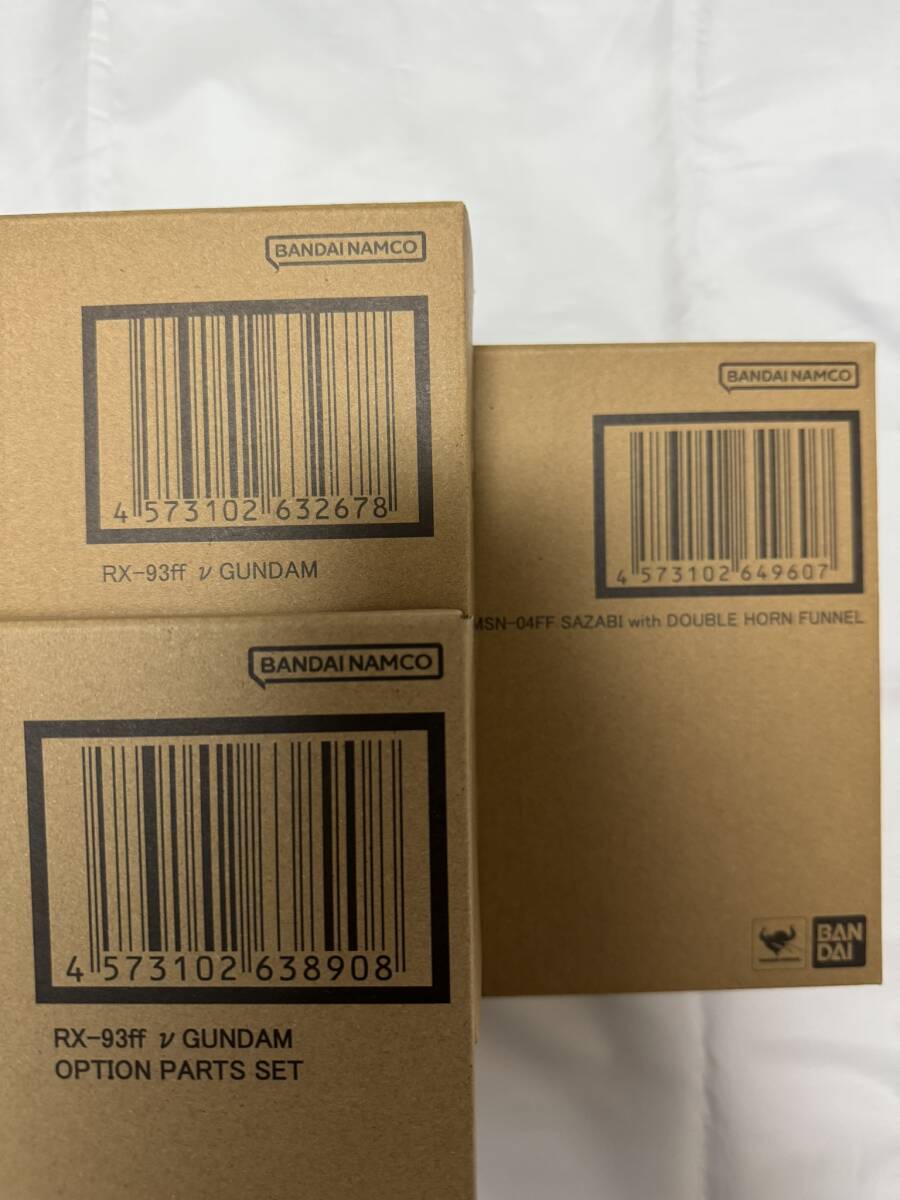 BANDAI NAMCO
4 573102 632678
RX-93ff ν GUNDAM
BANDAI NAMCO
4 573102 649607
MSN-04FF SAZABI with DOUBLE HORN FUNNEL
BAN
DAI
BANDAI NAMCO
4 573102 638908
RX-93ff ν GUNDAM
OPTION PARTS SET